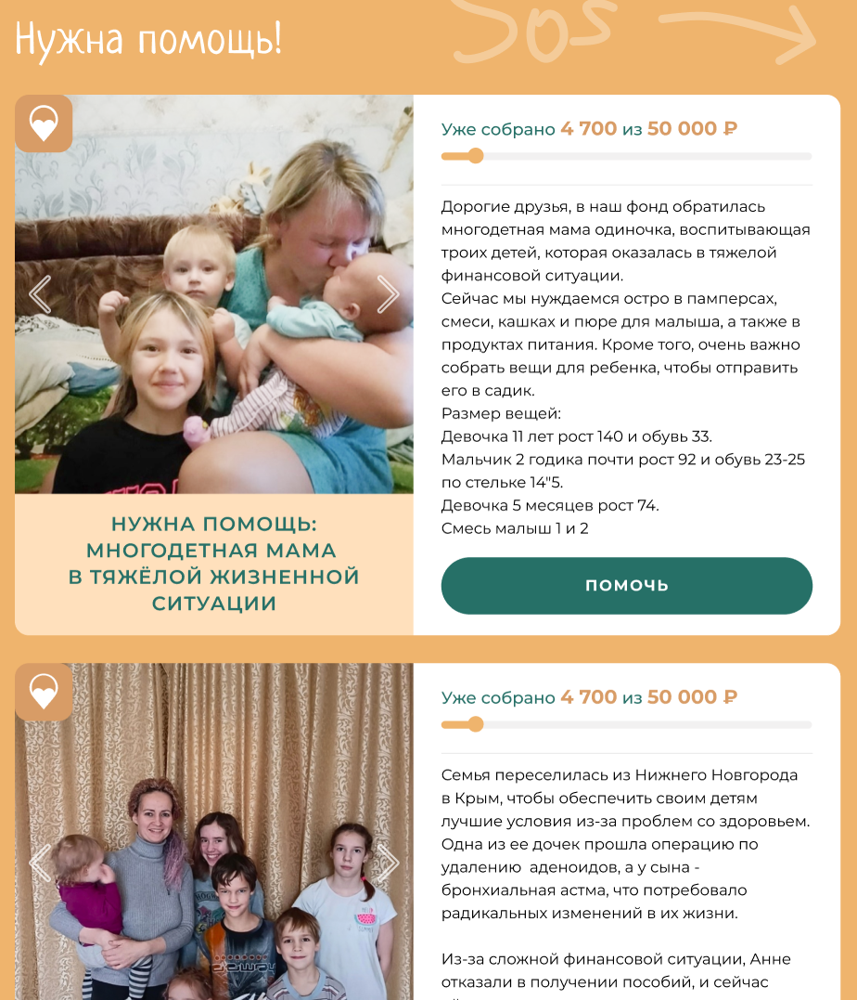 Нужна помощь!
Sos
Уже собрано 4 700 из 50 000 ₽
Дорогие друзья, в наш фонд обратилась
многодетная мама одиночка, воспитывающая
троих детей, которая оказалась в тяжелой
финансовой ситуации.
Сейчас мы нуждаемся остро в памперсах,
смеси, кашках и пюре для малыша, а также в
продуктах питания. Кроме того, очень важно
собрать вещи для ребенка, чтобы отправить
его в садик.
Размер вещей:
Девочка 11 лет рост 140 и обувь 33.
Мальчик 2 годика почти рост 92 и обувь 23-25
по стельке 14"5.
Девочка 5 месяцев рост 74.
Смесь малыш 1 и 2
НУЖНА ПОМОЩЬ:
МНОГОДЕТНАЯ МАМА
В ТЯЖЁЛОЙ ЖИЗНЕННОЙ
СИТУАЦИИ
ПОМОЧЬ
Уже собрано 4 700 из 50 000 ₽
Семья переселилась из Нижнего Новгорода
в Крым, чтобы обеспечить своим детям
лучшие условия из-за проблем со здоровьем.
Одна из ее дочек прошла операцию по
удалению  аденоидов, а у сына -
бронхиальная астма, что потребовало
радикальных изменений в их жизни.
Из-за сложной финансовой ситуации, Анне
отказали в получении пособий, и сейчас